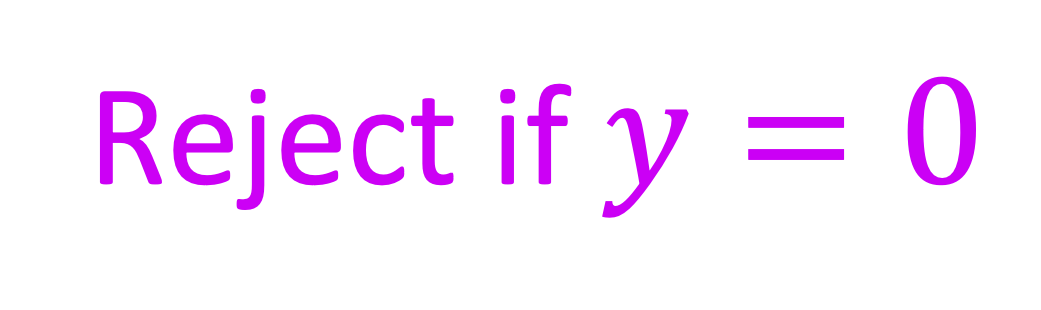 Reject if y = 0